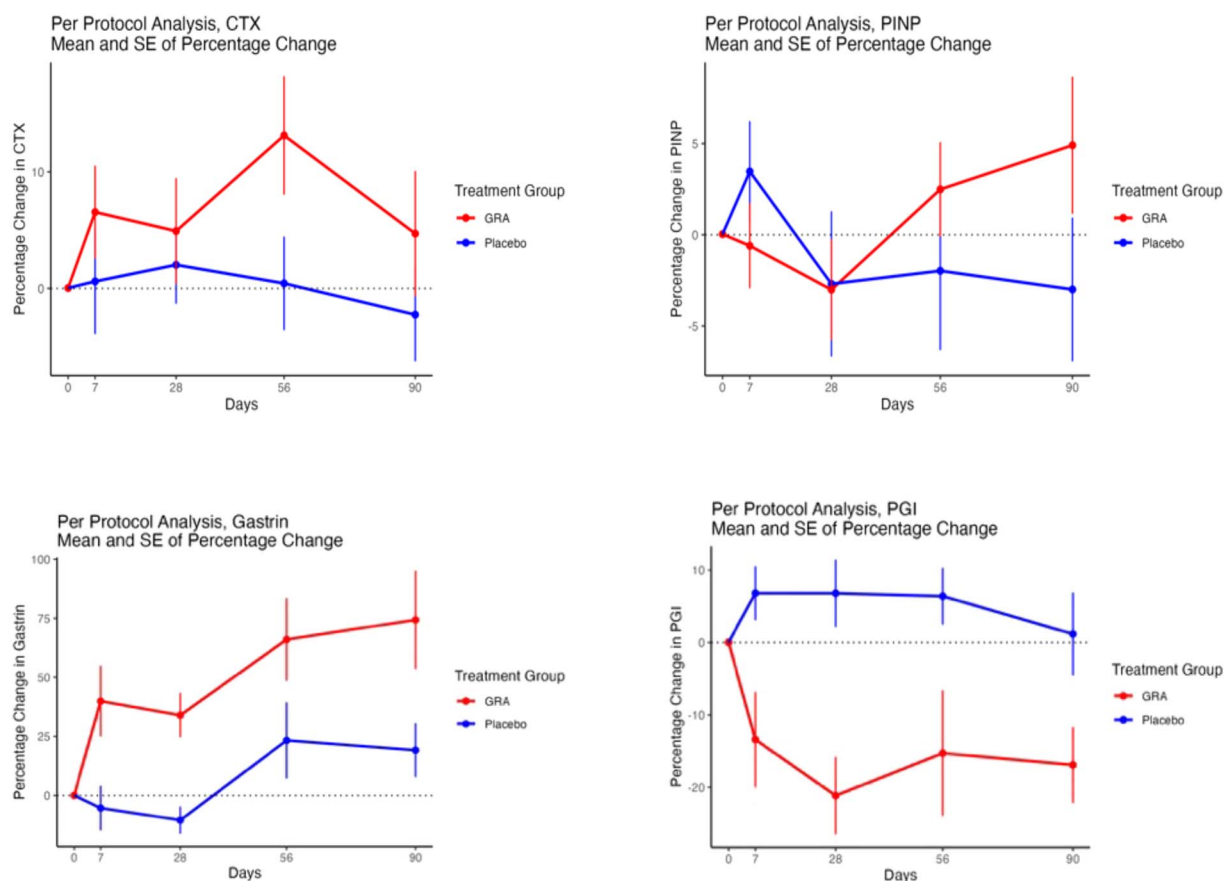 Per Protocol Analysis, CTX
Mean and SE of Percentage Change
Percentage Change in CTX
10
0
0
7
28
56
90
Days
Treatment Group
GRA
Placebo
Per Protocol Analysis, PINP
Mean and SE of Percentage Change
Percentage Change in PINP
5
0
-5
0
7
28
56
90
Days
Treatment Group
GRA
Placebo
Per Protocol Analysis, Gastrin
Mean and SE of Percentage Change
Percentage Change in Gastrin
100
75
50
25
0
0
7
28
56
90
Days
Treatment Group
GRA
Placebo
Per Protocol Analysis, PGI
Mean and SE of Percentage Change
Percentage Change in PGI
10
0
-10
-20
0
7
28
56
90
Days
Treatment Group
GRA
Placebo